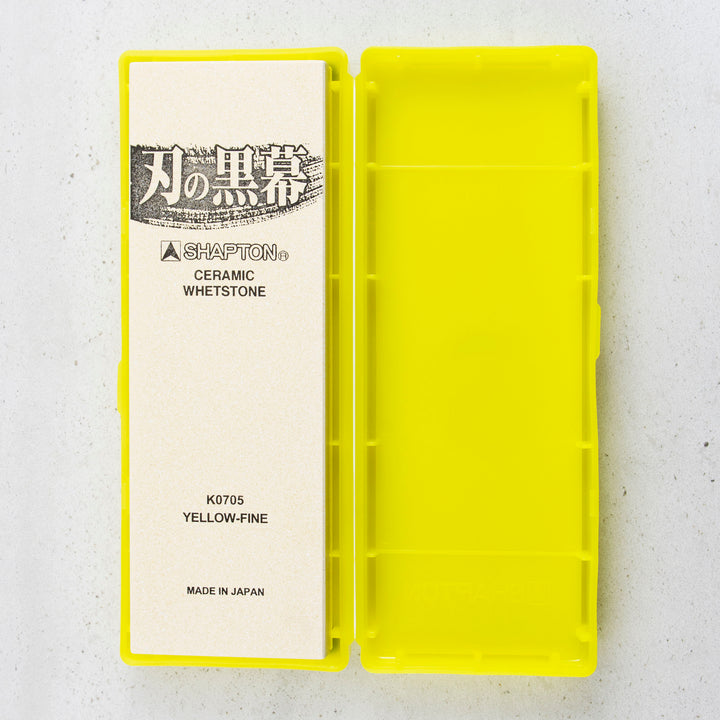 刃の黒幕
SHAPTON®
CERAMIC
WHETSTONE
K0705
YELLOW-FINE
MADE IN JAPAN